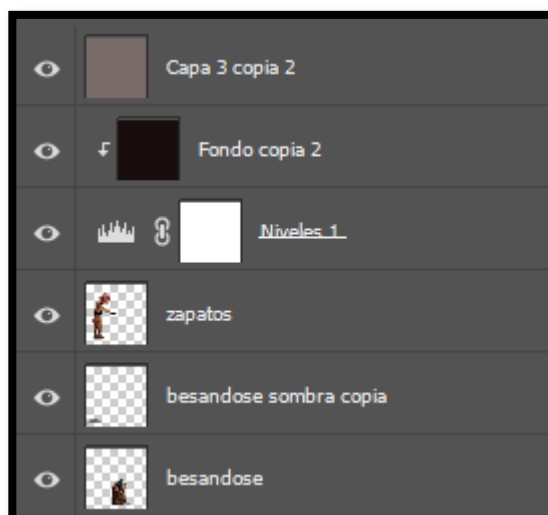 Capa 3 copia 2
Fondo copia 2
Niveles 1
zapatos
besandose sombra copia
besandose